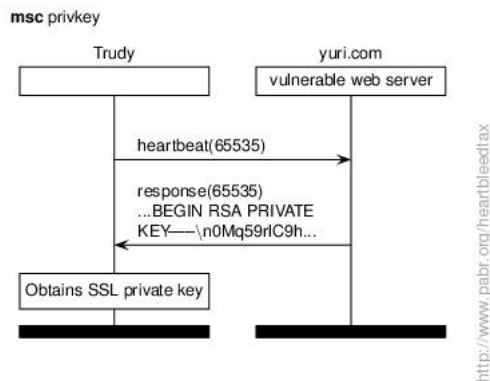 msc privkey
Trudy
yuri.com
vulnerable web server
heartbeat(65535)
response(65535)
...BEGIN RSA PRIVATE
KEY-----\n0Mq59rlC9h...
Obtains SSL private key
http://www.pabr.org/heartbleedtax